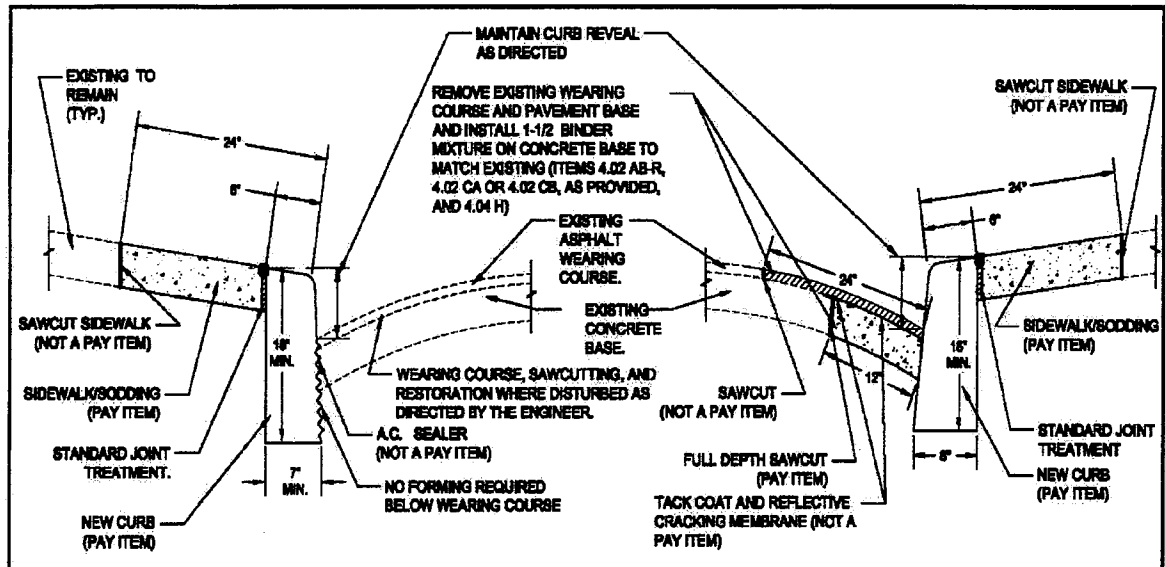 MAINTAIN CURB REVEAL
AS DIRECTED
EXISTING TO
REMAIN
(TYP.)
REMOVE EXISTING WEARING
COURSE AND PAVEMENT BASE
AND INSTALL 1-1/2 BINDER
MIXTURE ON CONCRETE BASE TO
MATCH EXISTING (ITEMS 4.02 AB-R,
4.02 CA OR 4.02 CB, AS PROVIDED,
AND 4.04 H)
SAWCUT SIDEWALK
(NOT A PAY ITEM)
24"
6"
24"
6"
EXISTING
ASPHALT
WEARING
COURSE.
EXISTING
CONCRETE
BASE.
24"
12"
18"
MIN.
18"
MIN.
SAWCUT SIDEWALK
(NOT A PAY ITEM)
SIDEWALK/SODDING
(PAY ITEM)
STANDARD JOINT
TREATMENT.
NEW CURB
(PAY ITEM)
7"
MIN.
WEARING COURSE, SAWCUTTING, AND
RESTORATION WHERE DISTURBED AS
DIRECTED BY THE ENGINEER.
A.C. SEALER
(NOT A PAY ITEM)
NO FORMING REQUIRED
BELOW WEARING COURSE
SAWCUT
(NOT A PAY ITEM)
FULL DEPTH SAWCUT
(PAY ITEM)
TACK COAT AND REFLECTIVE
CRACKING MEMBRANE (NOT A
PAY ITEM)
8"
SIDEWALK/SODDING
(PAY ITEM)
STANDARD JOINT
TREATMENT
NEW CURB
(PAY ITEM)